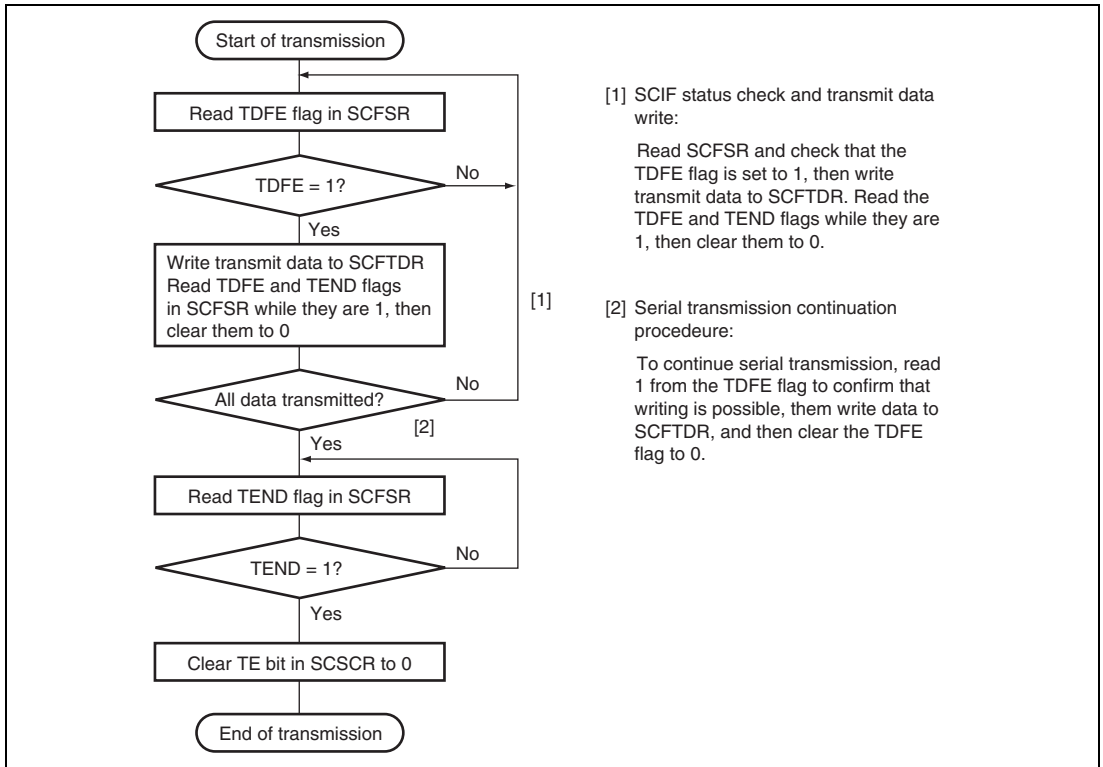 Start of transmission
Read TDFE flag in SCFSR
TDFE = 1?
No
Yes
Write transmit data to SCFTDR
Read TDFE and TEND flags
in SCFSR while they are 1, then
clear them to 0
[1]
All data transmitted?
No
[2]
Yes
Read TEND flag in SCFSR
TEND = 1?
No
Yes
Clear TE bit in SCSCR to 0
End of transmission
[1] SCIF status check and transmit data
write:
Read SCFSR and check that the
TDFE flag is set to 1, then write
transmit data to SCFTDR. Read the
TDFE and TEND flags while they are
1, then clear them to 0.
[2] Serial transmission continuation
procedeure:
To continue serial transmission, read
1 from the TDFE flag to confirm that
writing is possible, them write data to
SCFTDR, and then clear the TDFE
flag to 0.